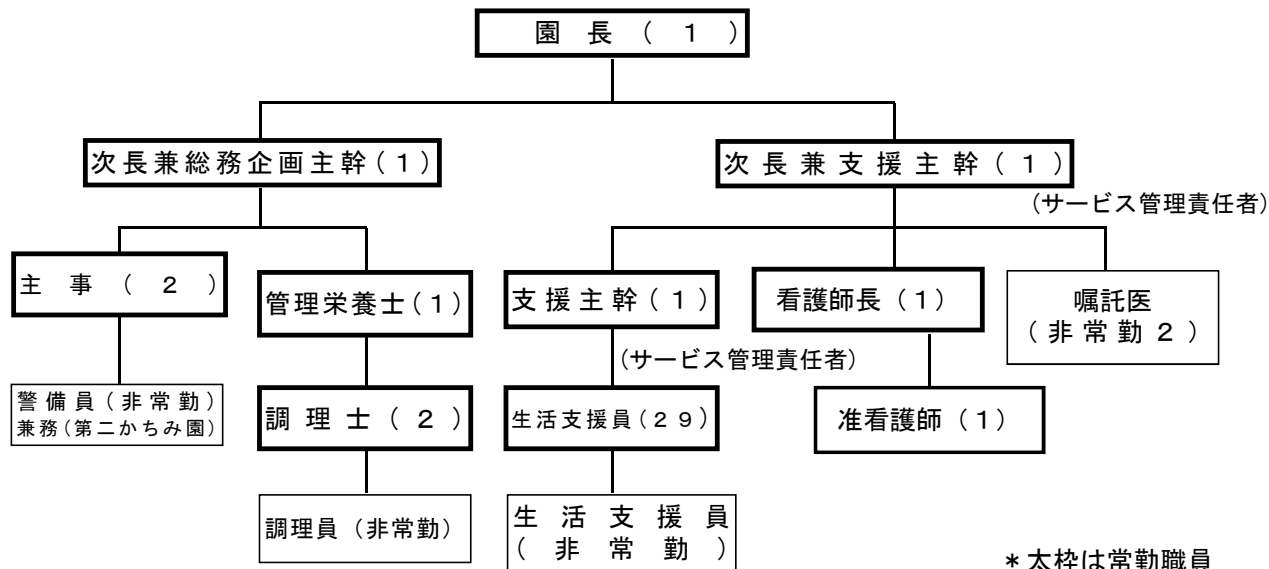 園長（１）
次長兼総務企画主幹(１)
次長兼支援主幹（１）
(サービス管理責任者)
主事（２）
管理栄養士(１)
支援主幹(１)
看護師長（１）
嘱託医
（非常勤２）
(サービス管理責任者)
警備員(非常勤)
兼務(第二かちみ園)
調理士（２）
生活支援員(２９)
准看護師（１）
調理員（非常勤）
生活支援員
（非常勤）
＊太枠は常勤職員